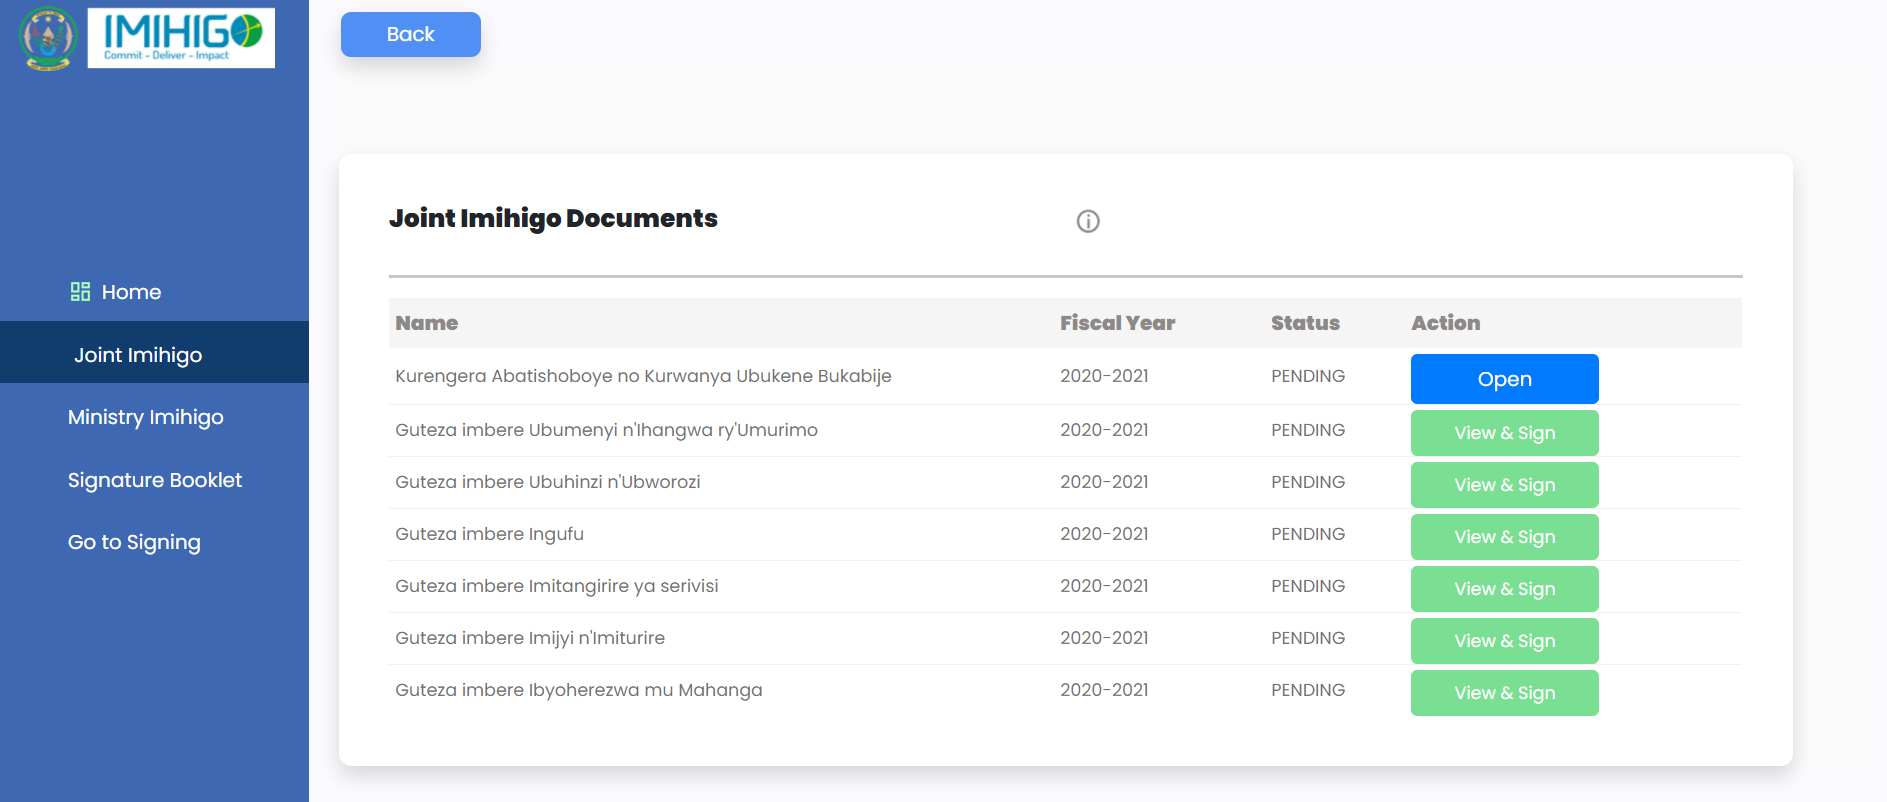 IMIHIGO
Commit - Deliver - Impact
Back
Home
Joint Imihigo
Ministry Imihigo
Signature Booklet
Go to Signing
Joint Imihigo Documents
Name Fiscal Year Status Action
Kurengera Abatishoboye no Kurwanya Ubukene Bukabije 2020-2021 PENDING Open
Guteza imbere Ubumenyi n'Ihangwa ry'Umurimo 2020-2021 PENDING View & Sign
Guteza imbere Ubuhinzi n'Ubworozi 2020-2021 PENDING View & Sign
Guteza imbere Ingufu 2020-2021 PENDING View & Sign
Guteza imbere Imitangirire ya serivisi 2020-2021 PENDING View & Sign
Guteza imbere Imijyi n'Imiturire 2020-2021 PENDING View & Sign
Guteza imbere Ibyoherezwa mu Mahanga 2020-2021 PENDING View & Sign